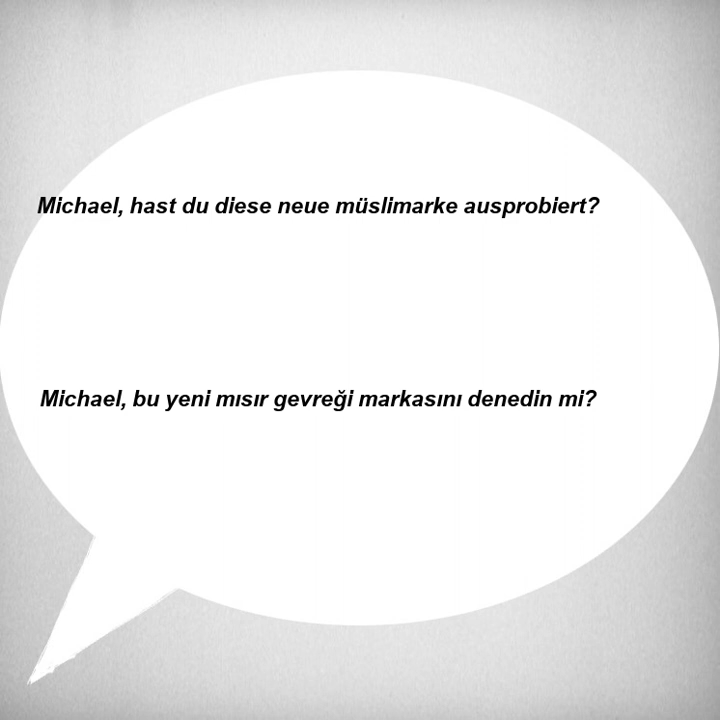 Michael, hast du diese neue müslimarke ausprobiert?
Michael, bu yeni mısır gevreği markasını denedin mi?